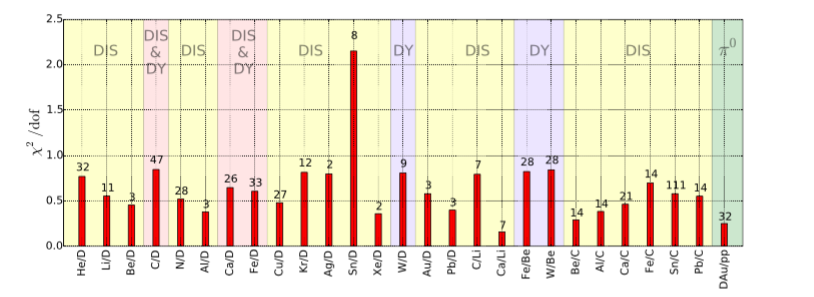 2.5
2.0
1.5
1.0
0.5
0.0
χ² /dof
DIS
DIS & DY
DIS
DIS & DY
DIS
DY
DIS
DY
DIS
π⁰
32
11
3
47
28
3
26
33
27
12
2
8
2
9
3
3
7
7
28
28
14
14
21
14
111
14
32
He/D
Li/D
Be/D
C/D
N/D
Al/D
Ca/D
Fe/D
Cu/D
Kr/D
Ag/D
Sn/D
Xe/D
W/D
Au/D
Pb/D
C/Li
Ca/Li
Fe/Be
W/Be
Be/C
Al/C
Ca/C
Fe/C
Sn/C
Pb/C
DAu/pp